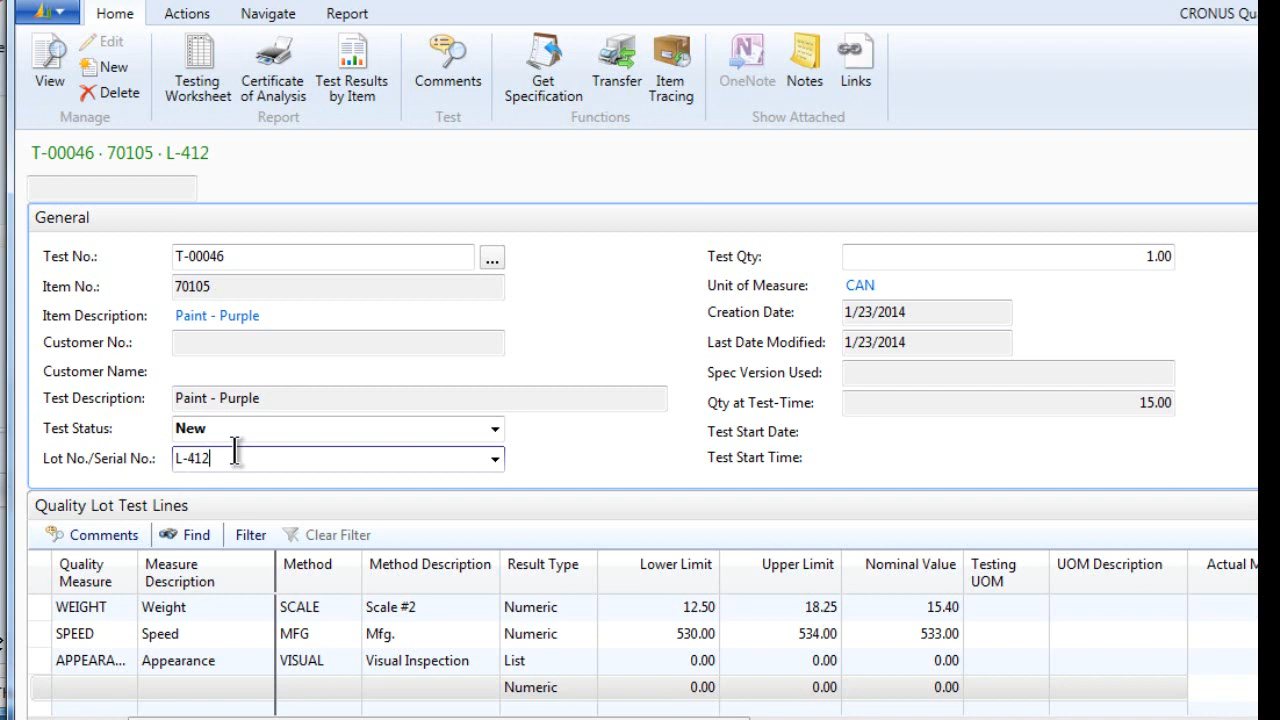 Home Actions Navigate Report CRONUS Qu
View Edit New Delete
Manage
Testing Worksheet Certificate of Analysis Test Results by Item
Report
Comments
Test
Get Specification Transfer Item Tracing
Functions
OneNote Notes Links
Show Attached
T-00046 · 70105 · L-412
General
Test No.: T-00046 ...
Item No.: 70105
Item Description: Paint - Purple
Customer No.:
Customer Name:
Test Description: Paint - Purple
Test Status: New
Lot No./Serial No.: L-412
Test Qty: 1.00
Unit of Measure: CAN
Creation Date: 1/23/2014
Last Date Modified: 1/23/2014
Spec Version Used:
Qty at Test-Time: 15.00
Test Start Date:
Test Start Time:
Quality Lot Test Lines
Comments Find Filter Clear Filter
Quality Measure Measure Description Method Method Description Result Type Lower Limit Upper Limit Nominal Value Testing UOM UOM Description Actual M
WEIGHT Weight SCALE Scale #2 Numeric 12.50 18.25 15.40
SPEED Speed MFG Mfg. Numeric 530.00 534.00 533.00
APPEARA... Appearance VISUAL Visual Inspection List 0.00 0.00 0.00
Numeric 0.00 0.00 0.00